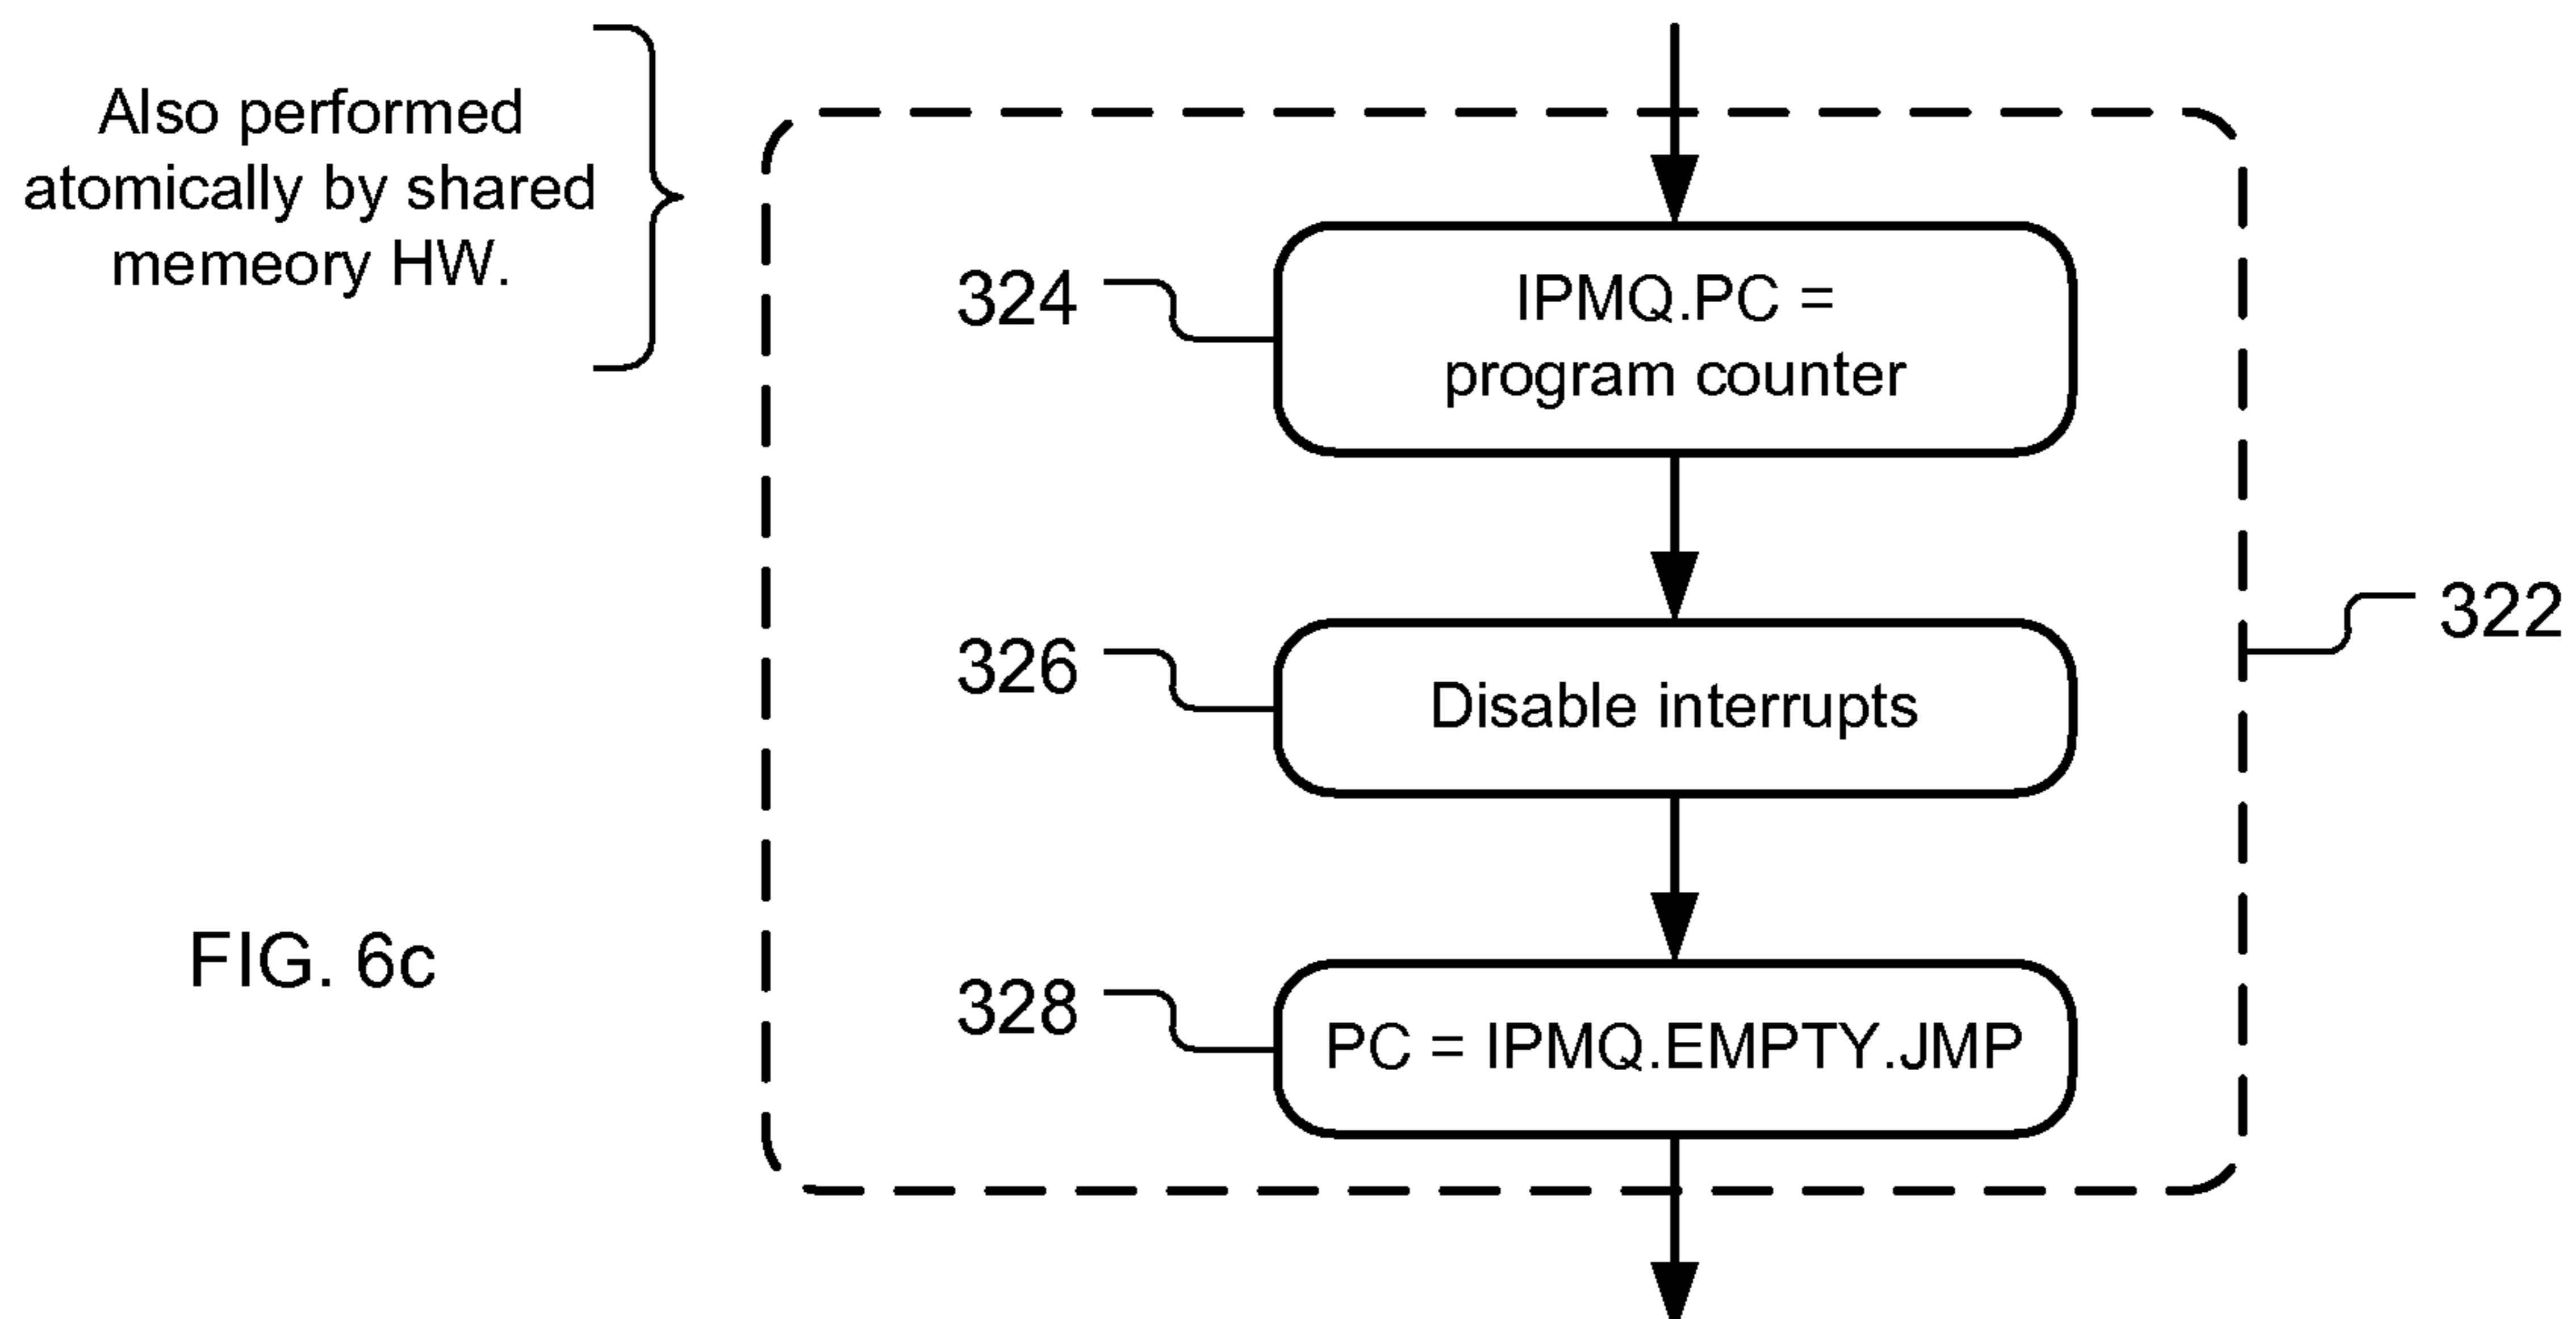 Also performed
atomically by shared
memeory HW.
324
IPMQ.PC =
program counter
322
326
Disable interrupts
FIG. 6c
328
PC = IPMQ.EMPTY.JMP